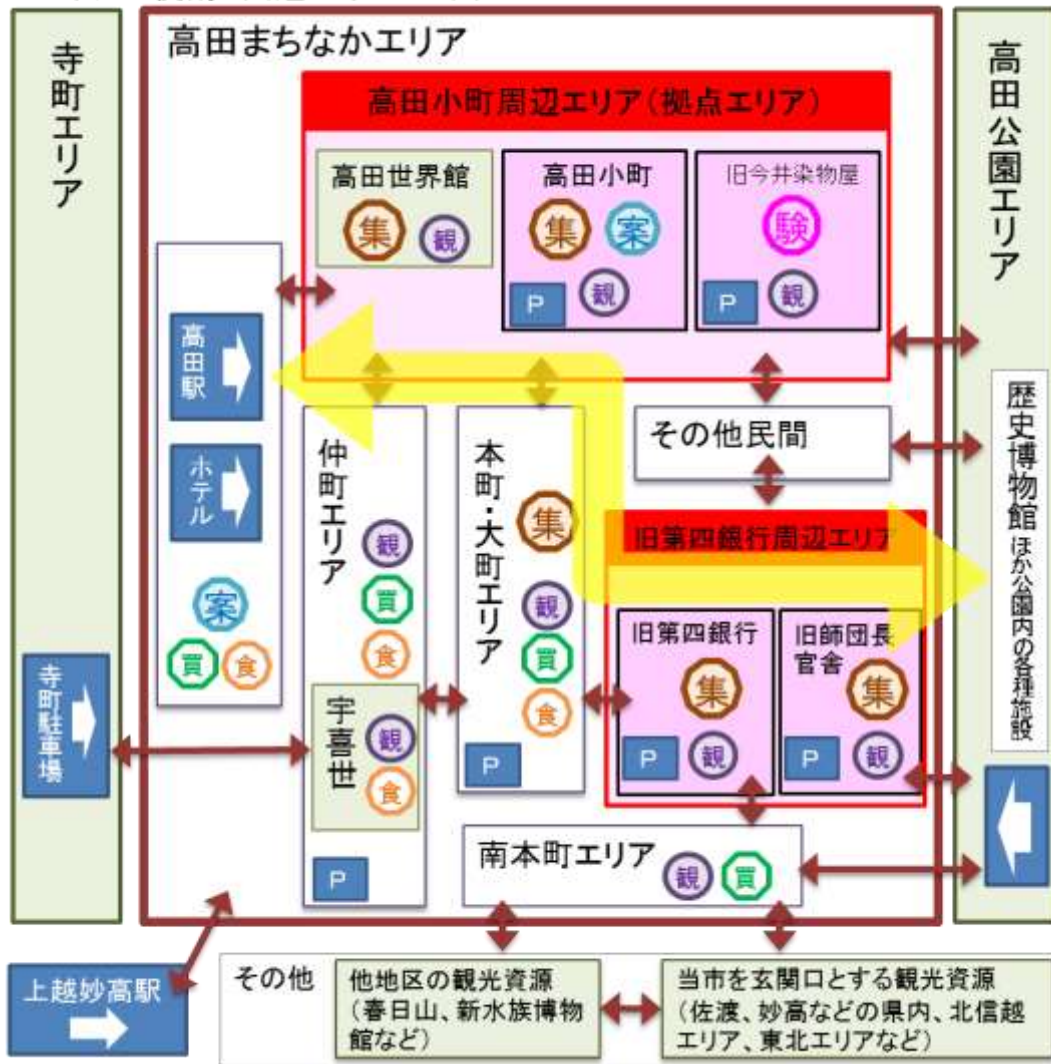 寺町エリア
寺町駐車場
上越妙高駅
高田まちなかエリア
高田小町周辺エリア(拠点エリア)
高田世界館
集
観
高田小町
集
案
P
観
旧今井染物屋
験
P
観
高田駅
ホテル
案
買
食
仲町エリア
観
買
食
宇喜世
観
食
P
本町・大町エリア
集
観
買
食
P
その他民間
旧第四銀行周辺エリア
旧第四銀行
集
P
観
旧師団長
官舎
集
P
観
南本町エリア
観
買
高田公園エリア
歴史博物館
ほか公園内の各種施設
その他
他地区の観光資源
(春日山、新水族博物
館など)
当市を玄関口とする観光資源
(佐渡、妙高などの県内、北信越
エリア、東北エリアなど)